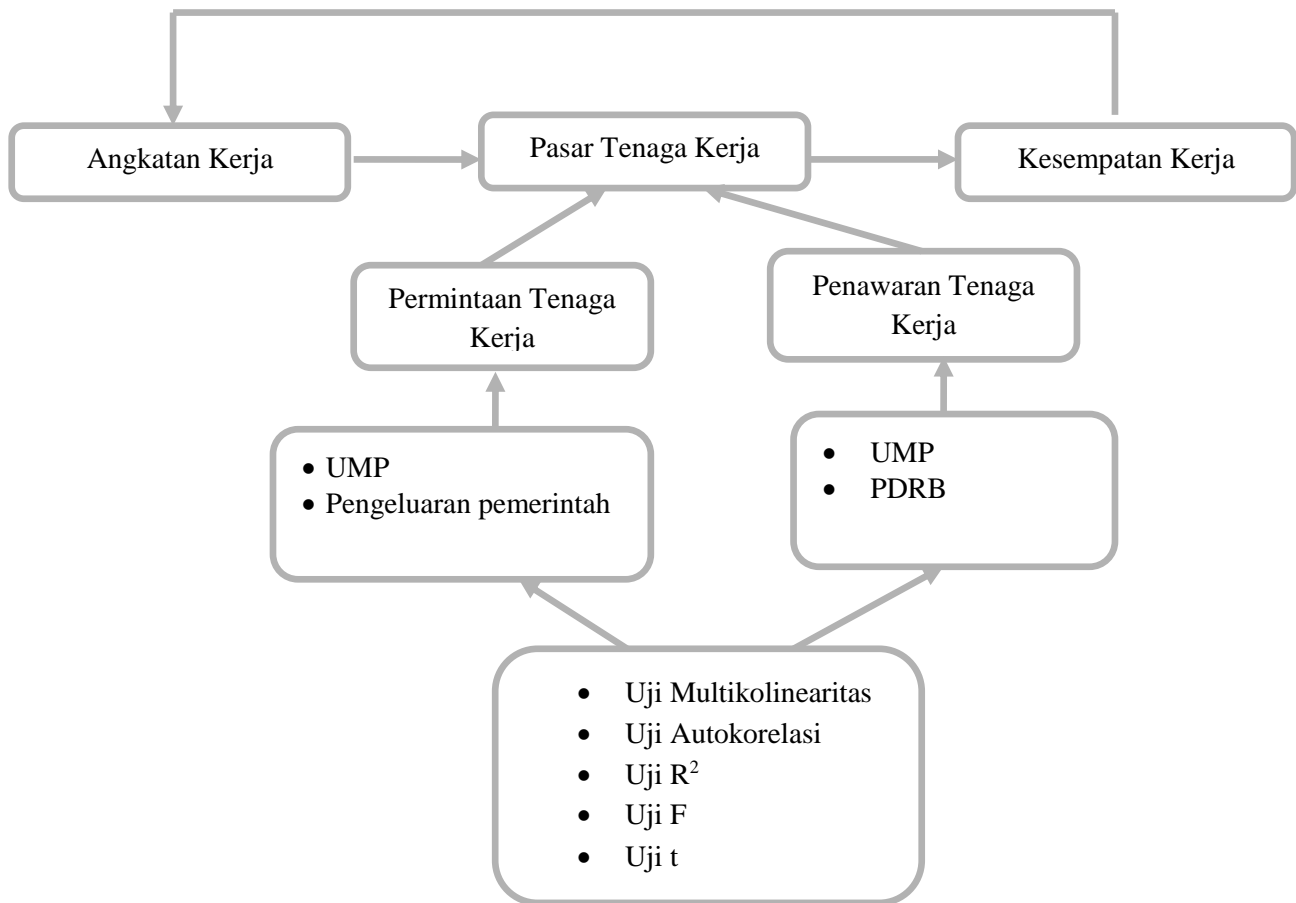 Angkatan Kerja
Pasar Tenaga Kerja
Kesempatan Kerja
Permintaan Tenaga
Kerja
Penawaran Tenaga
Kerja
• UMP
• Pengeluaran pemerintah
• UMP
• PDRB
• Uji Multikolinearitas
• Uji Autokorelasi
• Uji R²
• Uji F
• Uji t